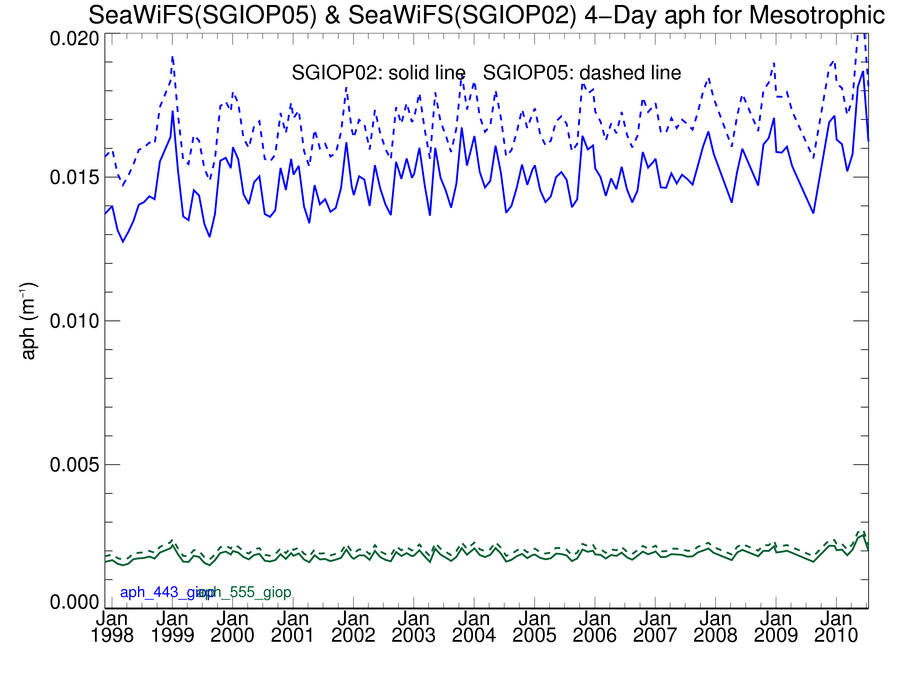 SeaWiFS(SGIOP05) & SeaWiFS(SGIOP02) 4−Day aph for Mesotrophic
SGIOP02: solid line SGIOP05: dashed line
0.020
0.015
0.010
0.005
0.000
aph (m⁻¹)
aph_443_giop aph_555_giop
Jan Jan Jan Jan Jan Jan Jan Jan Jan Jan Jan Jan Jan
1998 1999 2000 2001 2002 2003 2004 2005 2006 2007 2008 2009 2010